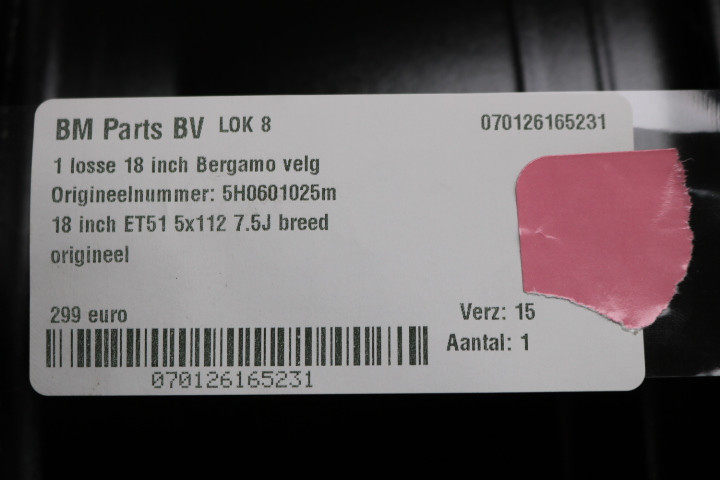 BM Parts BV LOK 8 070126165231
1 losse 18 inch Bergamo velg
Origineelnummer: 5H0601025m
18 inch ET51 5x112 7.5J breed
origineel
299 euro Verz: 15
Aantal: 1
070126165231